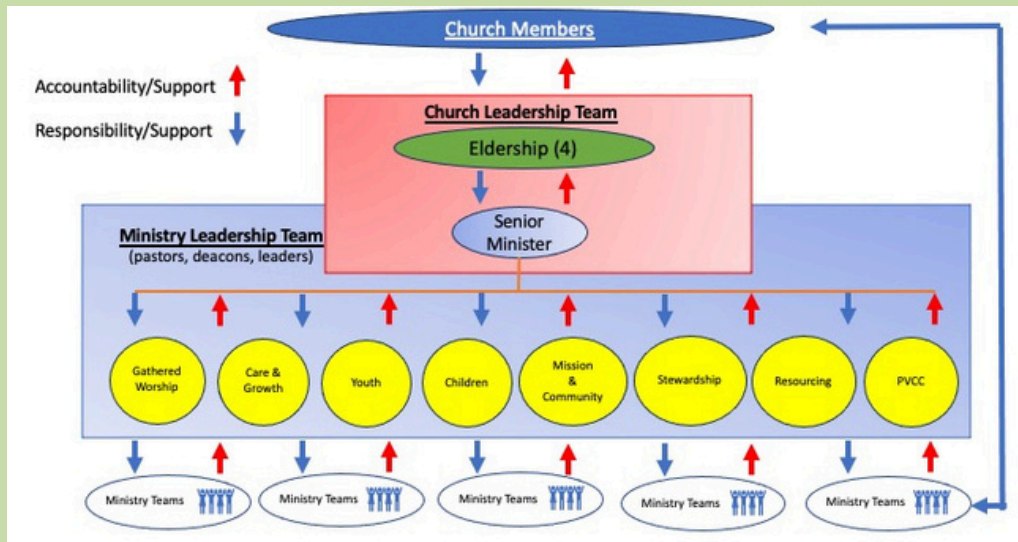 Church Members
Accountability/Support
Responsibility/Support
Church Leadership Team
Eldership (4)
Senior
Minister
Ministry Leadership Team
(pastors, deacons, leaders)
Gathered
Worship
Care &
Growth
Youth
Children
Mission
&
Community
Stewardship
Resourcing
PVCC
Ministry Teams
Ministry Teams
Ministry Teams
Ministry Teams
Ministry Teams